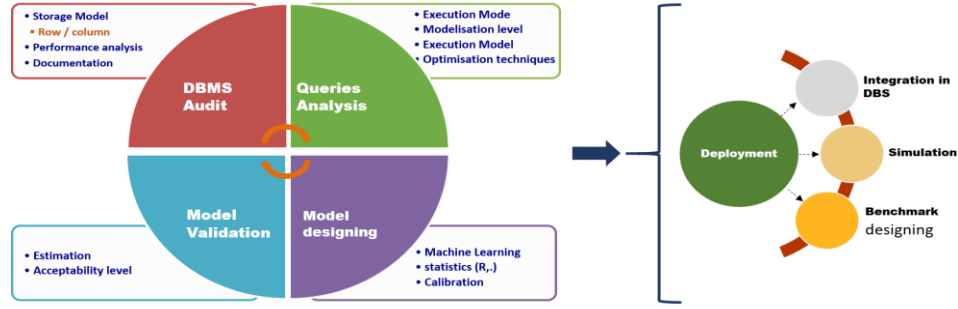 • Storage Model
• Row / column
• Performance analysis
• Documentation
• Execution Mode
• Modelisation level
• Execution Model
• Optimisation techniques
DBMS
Audit
Queries
Analysis
Model
Validation
Model
designing
• Estimation
• Acceptability level
• Machine Learning
• statistics (R,.)
• Calibration
Deployment
Integration in
DBS
Simulation
Benchmark
designing